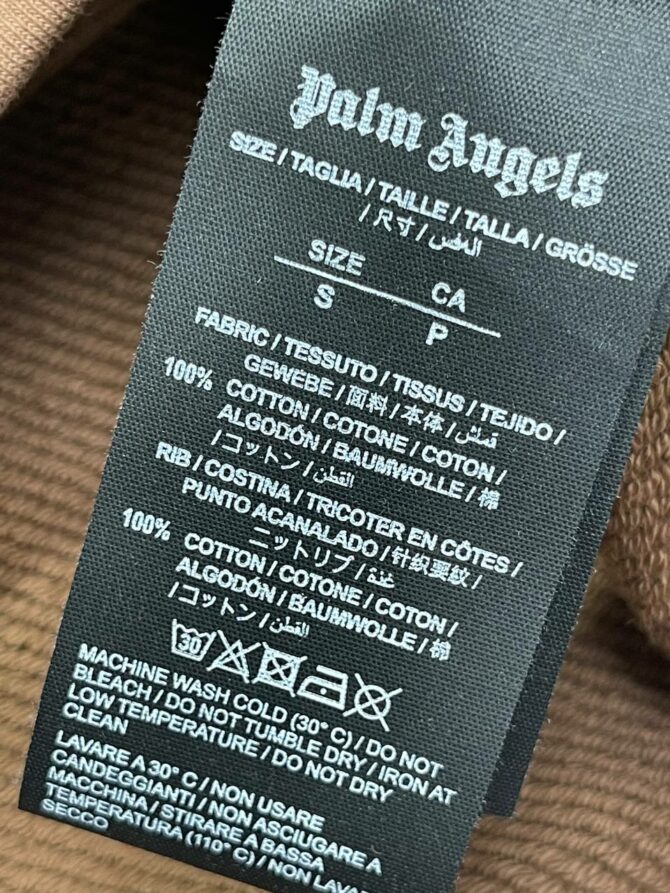 Palm Angels
SIZE / TAGLIA / TAILLE / TALLA / GRÖSSE
/ 尺寸 /
SIZE CA
S P
FABRIC / TESSUTO / TISSUS / TEJIDO /
GEWEBE / 面料 / 本体 / قماش
100% COTTON / COTONE / COTON /
ALGODÓN / BAUMWOLLE / 棉
/ コットン / القطن
RIB / COSTINA / TRICOTER EN CÔTES /
PUNTO ACANALADO / 针织要紋 /
ニットリブ /
100% COTTON / COTONE / COTON /
ALGODÓN / BAUMWOLLE / 棉
/ コットン / القطن
30
MACHINE WASH COLD (30° C) / DO NOT
BLEACH / DO NOT TUMBLE DRY / IRON AT
LOW TEMPERATURE / DO NOT DRY
CLEAN
LAVARE A 30° C / NON USARE
CANDEGGIANTI / NON ASCIUGARE A
MACCHINA / STIRARE A BASSA
TEMPERATURA (110° C) / NON LAVARE
SECCO